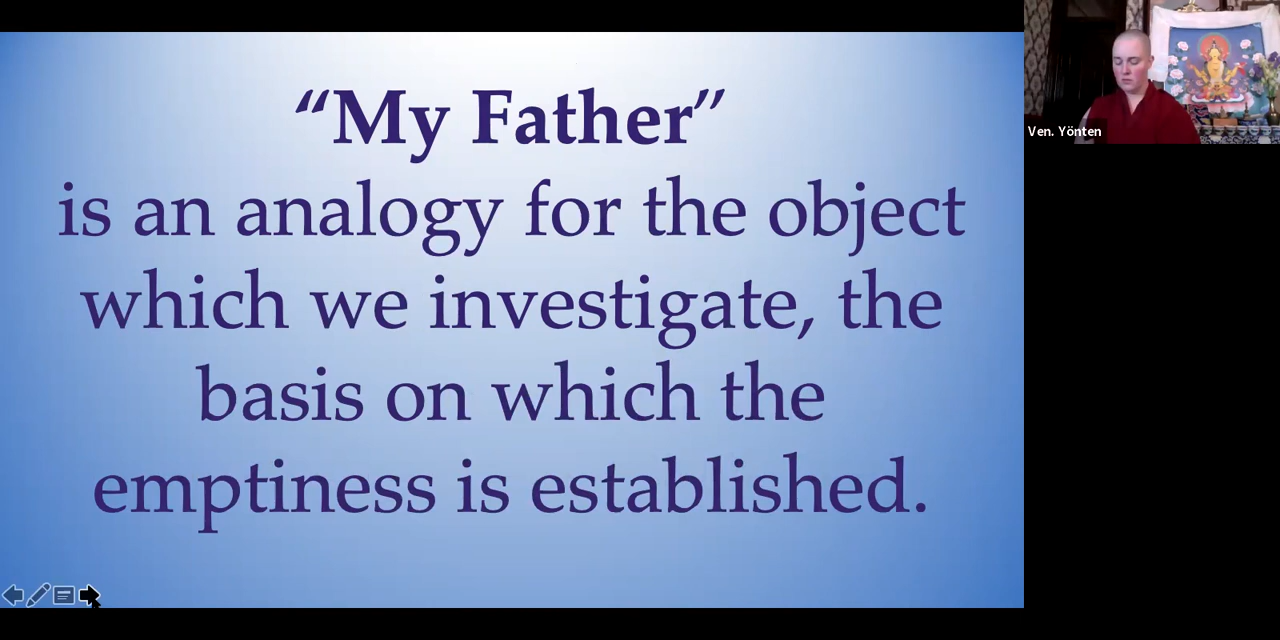 “My Father”
is an analogy for the object
which we investigate, the
basis on which the
emptiness is established.
Ven. Yönten